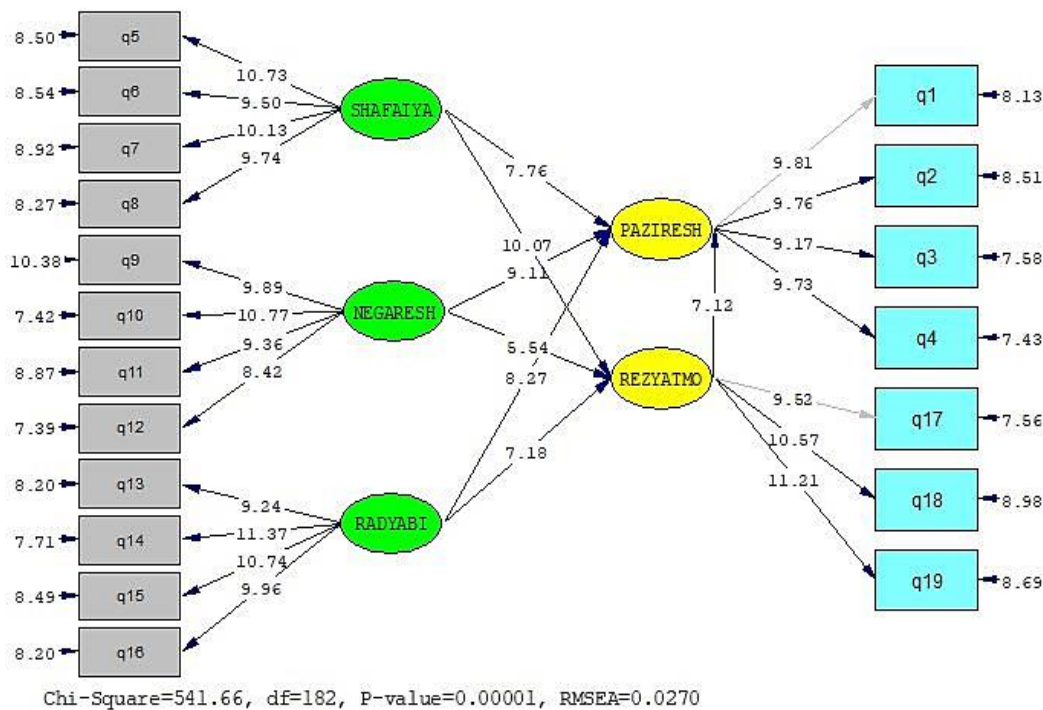 8.50 q5
10.73
8.54 q6
9.50
SHAFAIYA
8.92 q7
10.13
9.74
8.27 q8
10.38 q9
9.89
7.42 q10
10.77
NEGARESH
8.87 q11
9.36
8.42
7.39 q12
8.20 q13
9.24
7.71 q14
11.37
RADYABI
8.49 q15
10.74
9.96
8.20 q16
7.76
10.07
9.11
5.54
8.27
7.18
PAZIRESH
7.12
REZYATMO
9.81
q1 8.13
9.76
q2 8.51
9.17
q3 7.58
9.73
q4 7.43
9.52
q17 7.56
10.57
q18 8.98
11.21
q19 8.69
Chi-Square=541.66, df=182, P-value=0.00001, RMSEA=0.0270